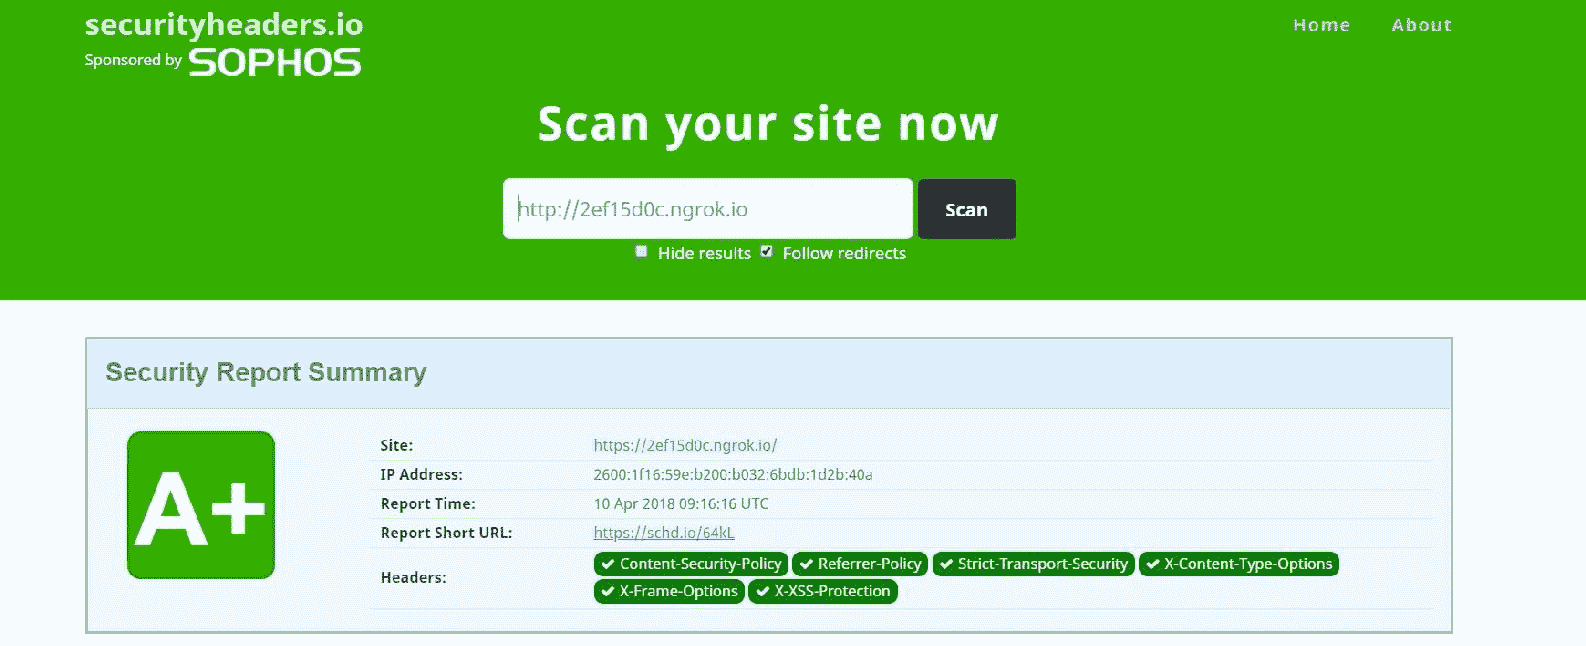 securityheaders.io
Home About
Sponsored by SOPHOS
Scan your site now
http://2ef15d0c.ngrok.io
Scan
Hide results Follow redirects
Security Report Summary
A+
Site: https://2ef15d0c.ngrok.io/
IP Address: 2600:1f16:59e:b200:b032:6bdb:1d2b:40a
Report Time: 10 Apr 2018 09:16:16 UTC
Report Short URL: https://schd.io/64kL
Headers:
Content-Security-Policy Referrer-Policy Strict-Transport-Security X-Content-Type-Options
X-Frame-Options X-XSS-Protection